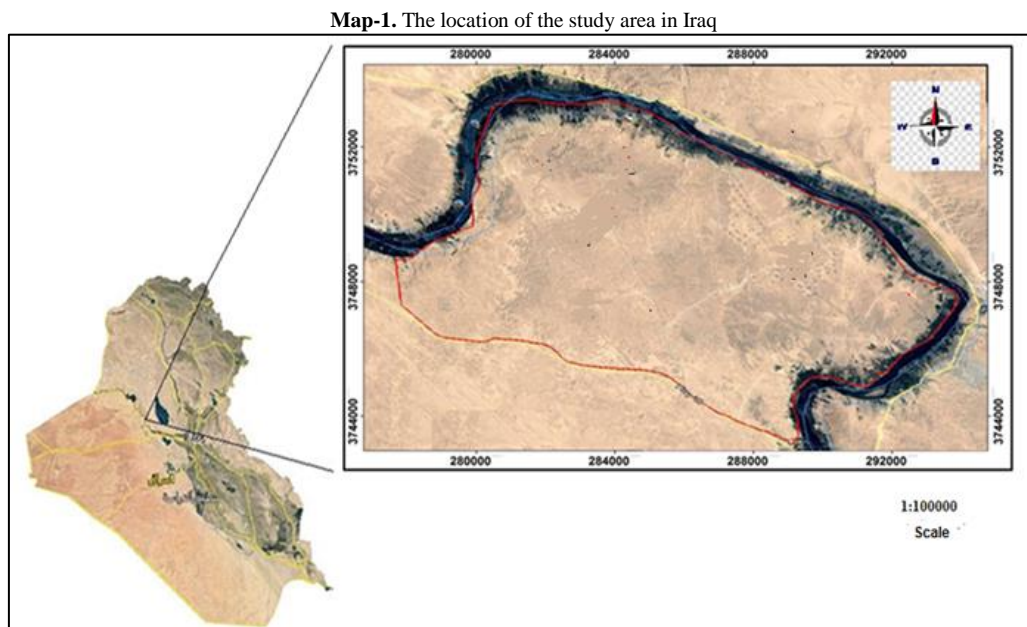 Map-1. The location of the study area in Iraq
280000 284000 288000 292000
N
W E
S
3752000 3752000
3748000 3748000
3744000 3744000
280000 284000 288000 292000
1:100000
Scale